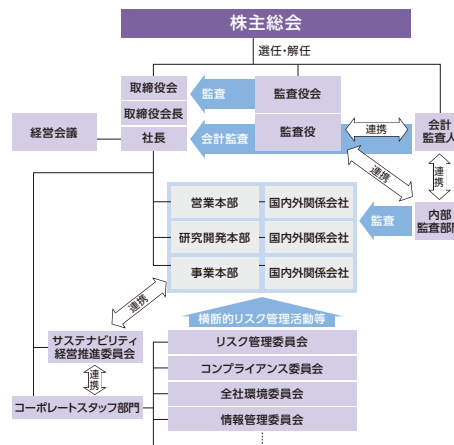 株主総会
選任・解任
取締役会
取締役会長
社長
経営会議
監査
会計監査
監査役会
監査役
連携
会計
監査人
連携
連携
内部
監査部門
監査
営業本部
国内外関係会社
研究開発本部
国内外関係会社
事業本部
国内外関係会社
連携
横断的リスク管理活動等
サステナビリティ
経営推進委員会
連携
コーポレートスタッフ部門
リスク管理委員会
コンプライアンス委員会
全社環境委員会
情報管理委員会